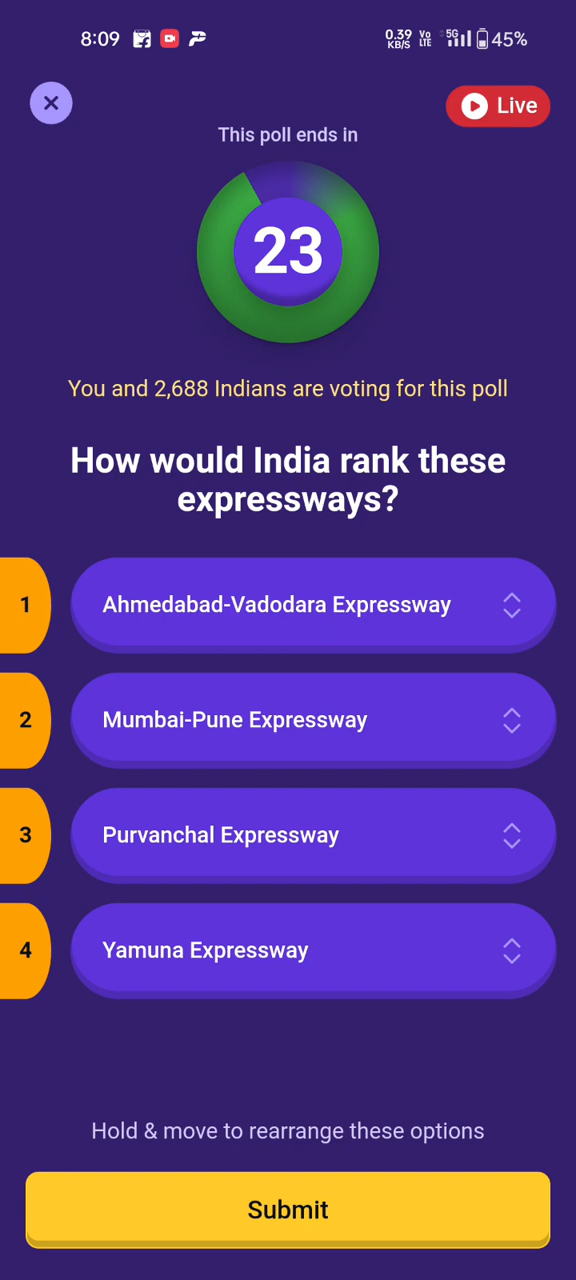 8:09 0.39 KB/S Vo LTE 5G 45%
Live
This poll ends in
23
You and 2,688 Indians are voting for this poll
How would India rank these
expressways?
1 Ahmedabad-Vadodara Expressway
2 Mumbai-Pune Expressway
3 Purvanchal Expressway
4 Yamuna Expressway
Hold & move to rearrange these options
Submit